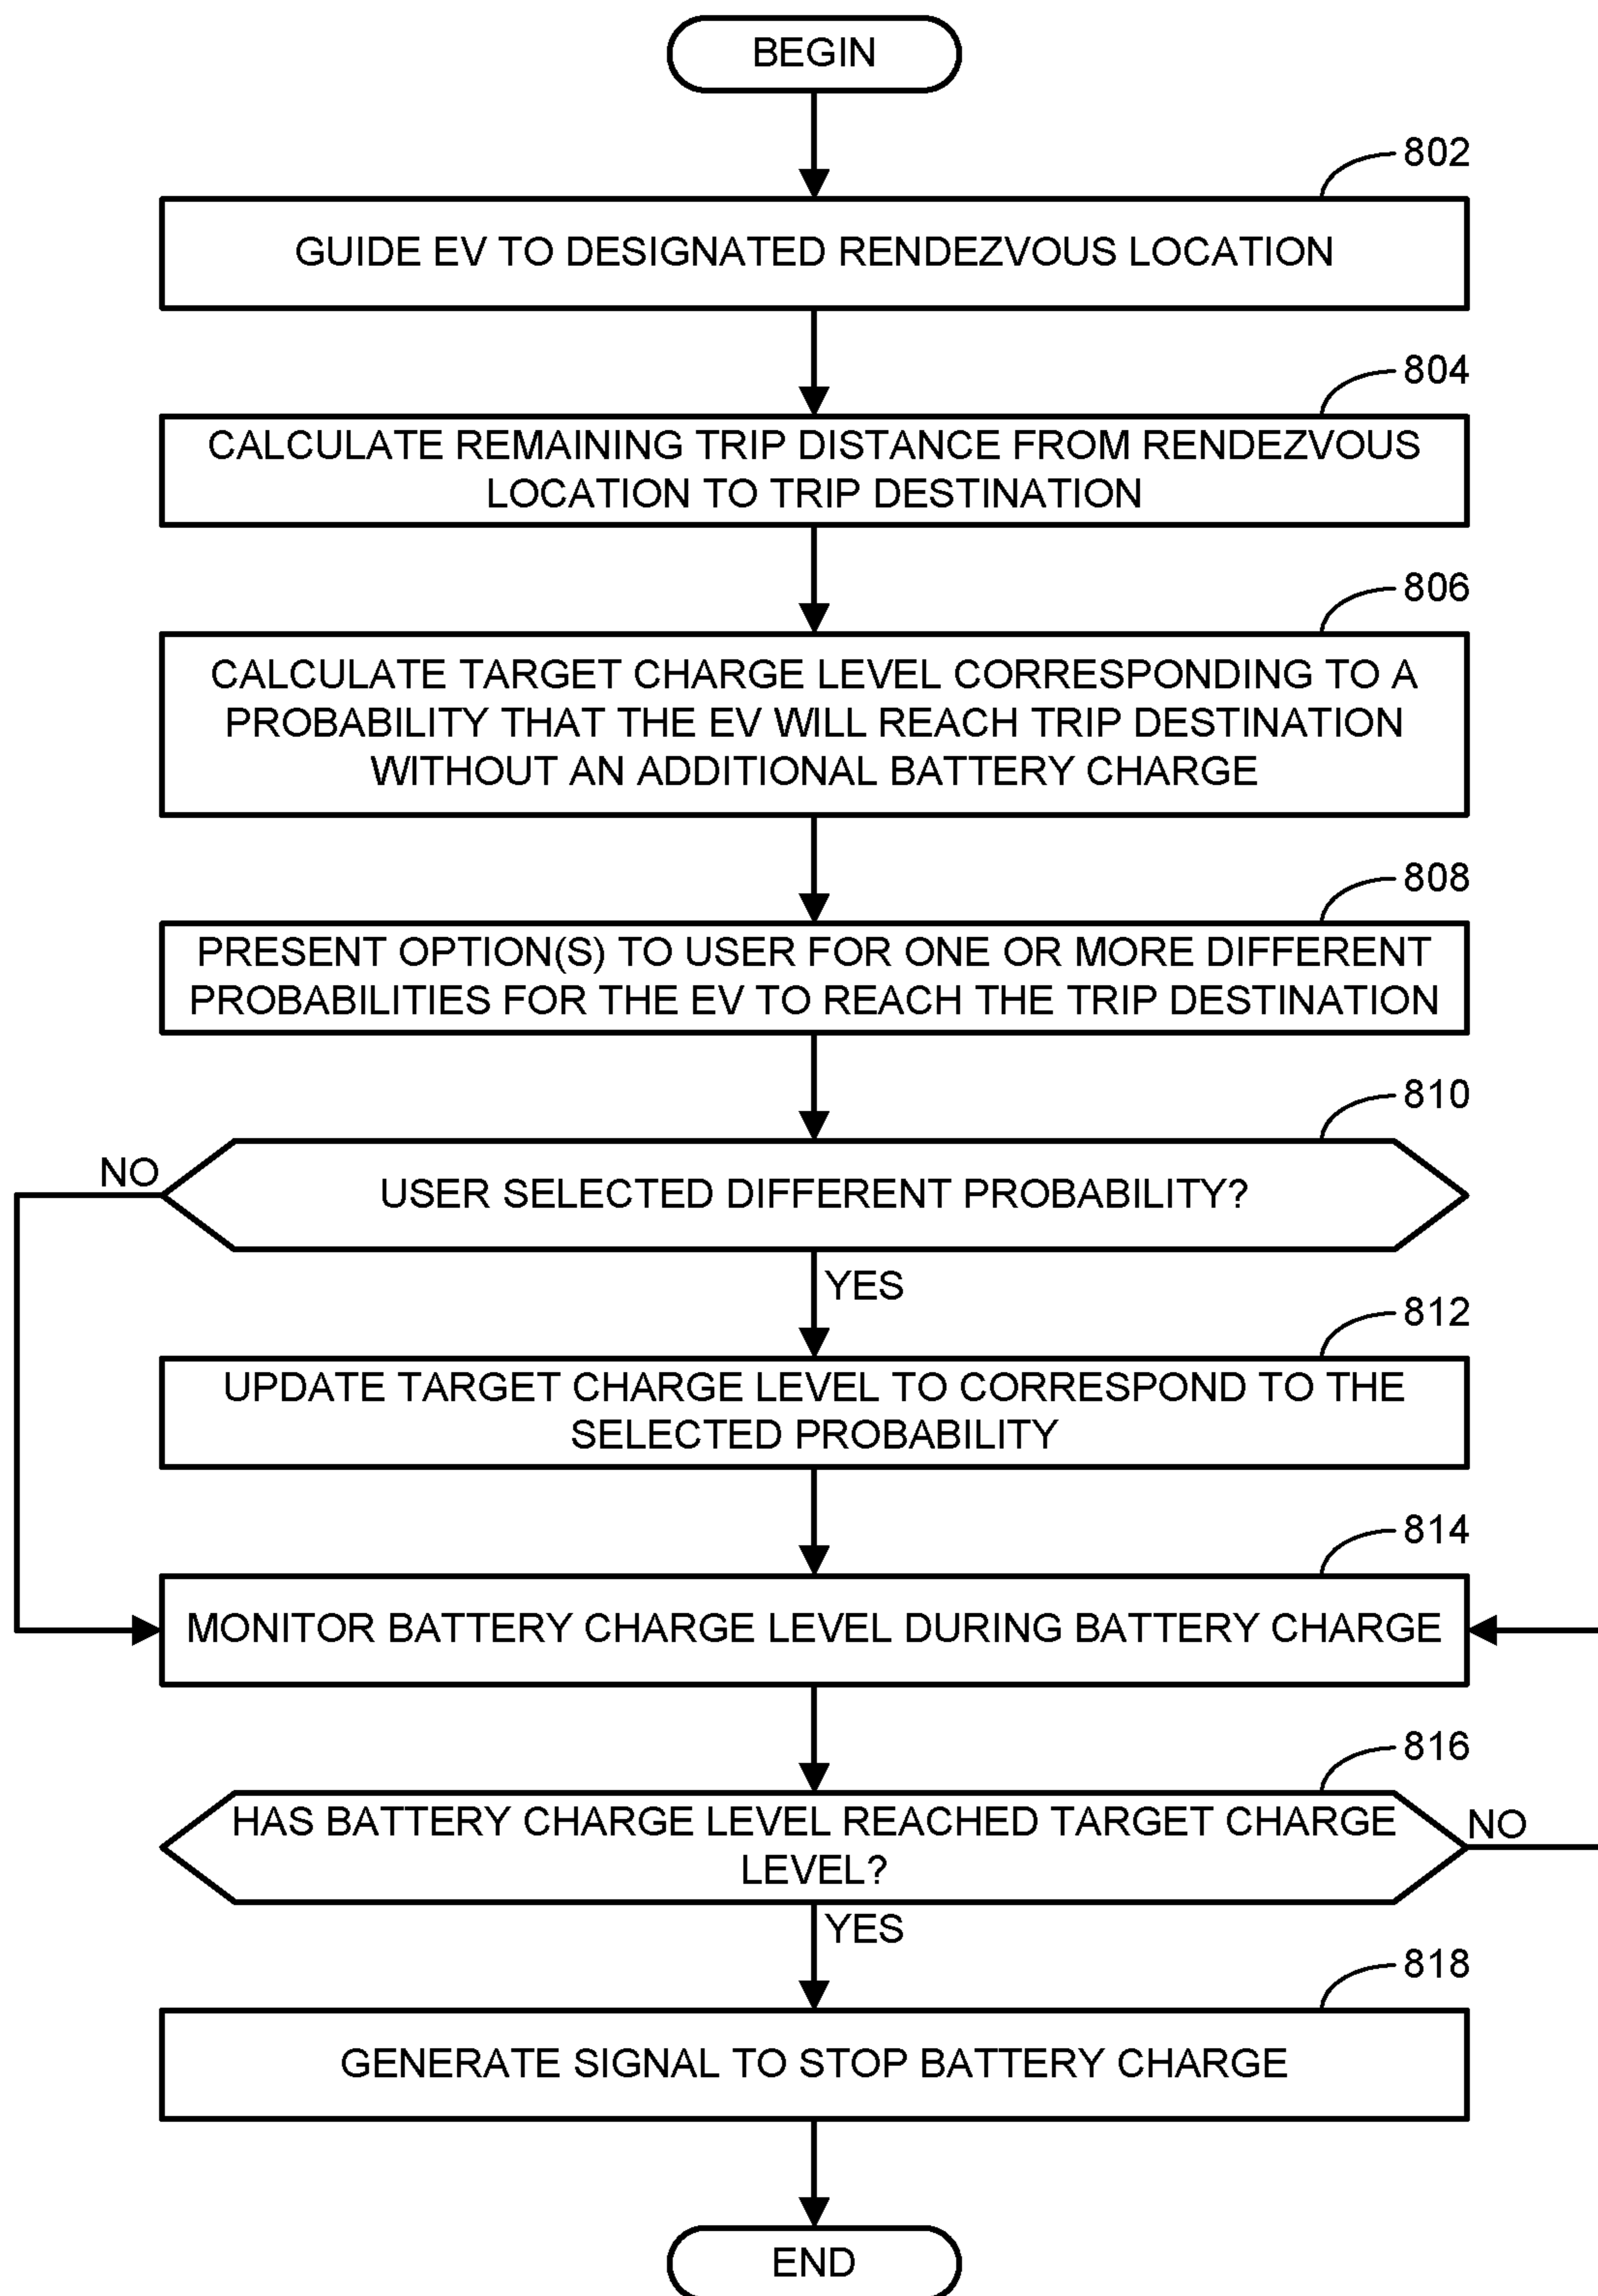 BEGIN
802
GUIDE EV TO DESIGNATED RENDEZVOUS LOCATION
804
CALCULATE REMAINING TRIP DISTANCE FROM RENDEZVOUS
LOCATION TO TRIP DESTINATION
806
CALCULATE TARGET CHARGE LEVEL CORRESPONDING TO A
PROBABILITY THAT THE EV WILL REACH TRIP DESTINATION
WITHOUT AN ADDITIONAL BATTERY CHARGE
808
PRESENT OPTION(S) TO USER FOR ONE OR MORE DIFFERENT
PROBABILITIES FOR THE EV TO REACH THE TRIP DESTINATION
810
NO
USER SELECTED DIFFERENT PROBABILITY?
YES
812
UPDATE TARGET CHARGE LEVEL TO CORRESPOND TO THE
SELECTED PROBABILITY
814
MONITOR BATTERY CHARGE LEVEL DURING BATTERY CHARGE
816
HAS BATTERY CHARGE LEVEL REACHED TARGET CHARGE
LEVEL?
NO
YES
818
GENERATE SIGNAL TO STOP BATTERY CHARGE
END